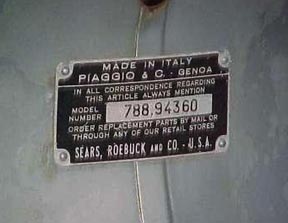 MADE IN ITALY
PIAGGIO & C. - GENOA
IN ALL CORRESPONDENCE REGARDING
THIS ARTICLE ALWAYS MENTION
MODEL NUMBER 788.94360
ORDER REPLACEMENT PARTS BY MAIL OR
THROUGH ANY OF OUR RETAIL STORES
SEARS, ROEBUCK AND CO. - U.S.A.